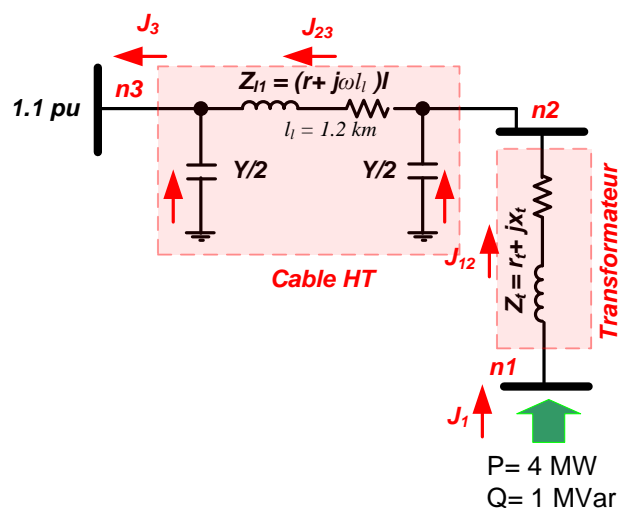 J3
J23
n3
Zl1 = (r+ jωll )l
n2
1.1 pu
ll = 1.2 km
Y/2
Y/2
Cable HT
J12
Zt = rt+ jxt
Transformateur
n1
J1
P= 4 MW
Q= 1 MVar